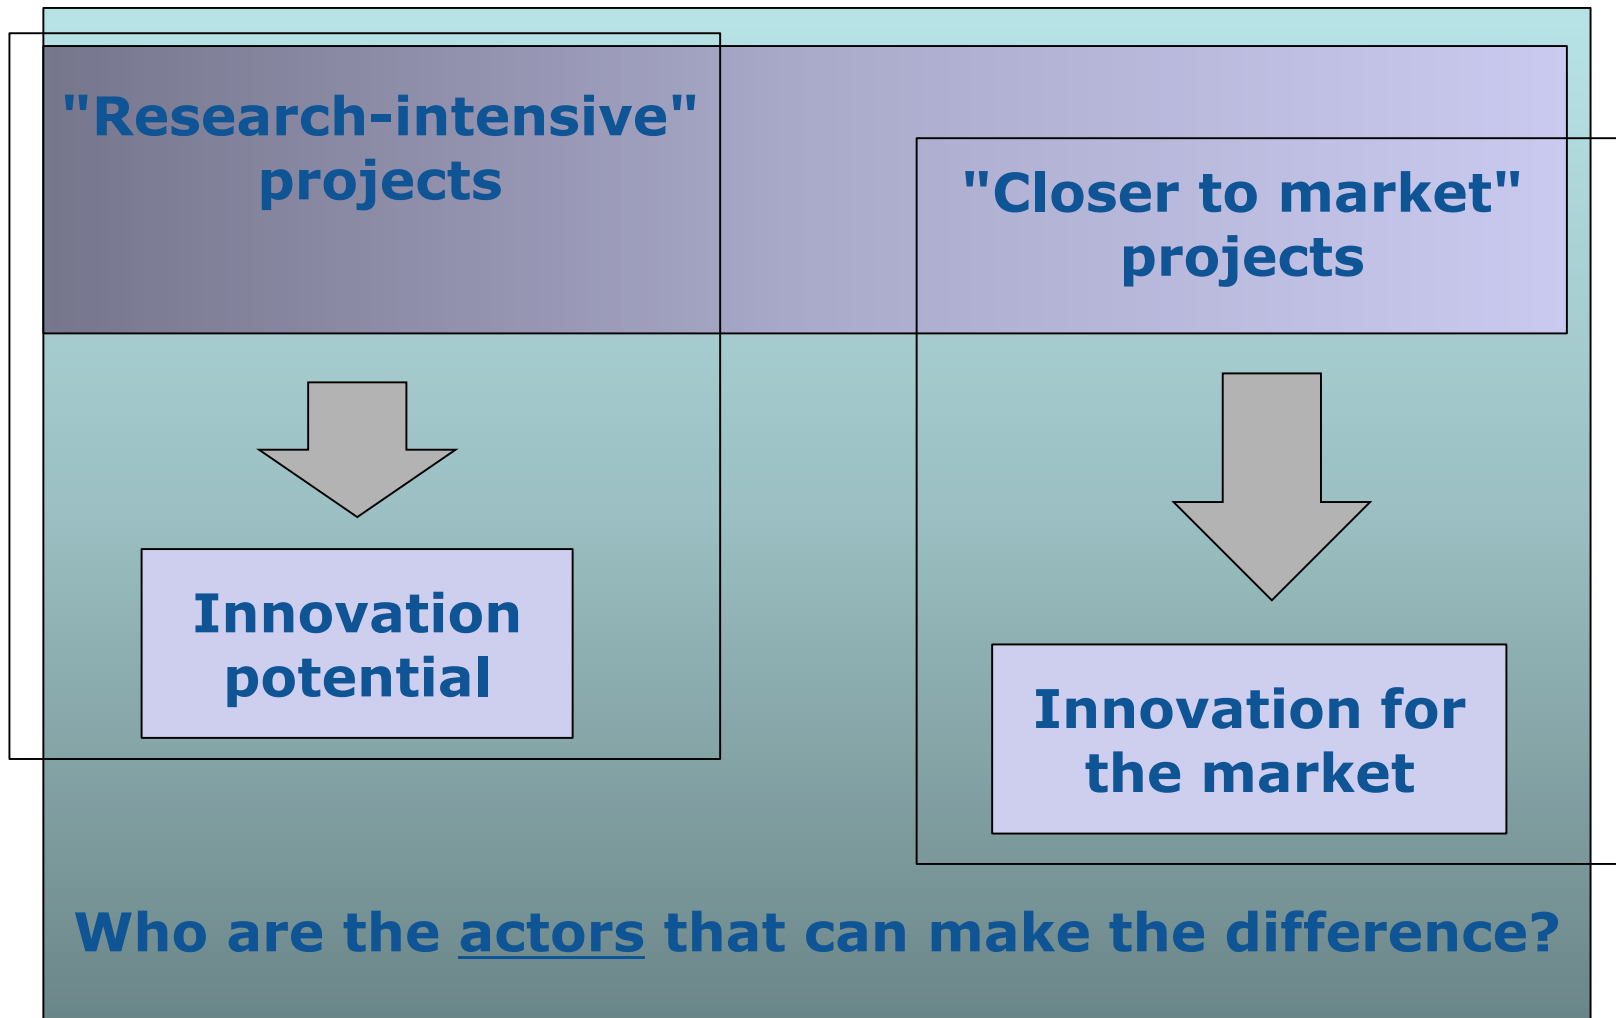 "Research-intensive"
projects
"Closer to market"
projects
Innovation
potential
Innovation for
the market
Who are the actors that can make the difference?